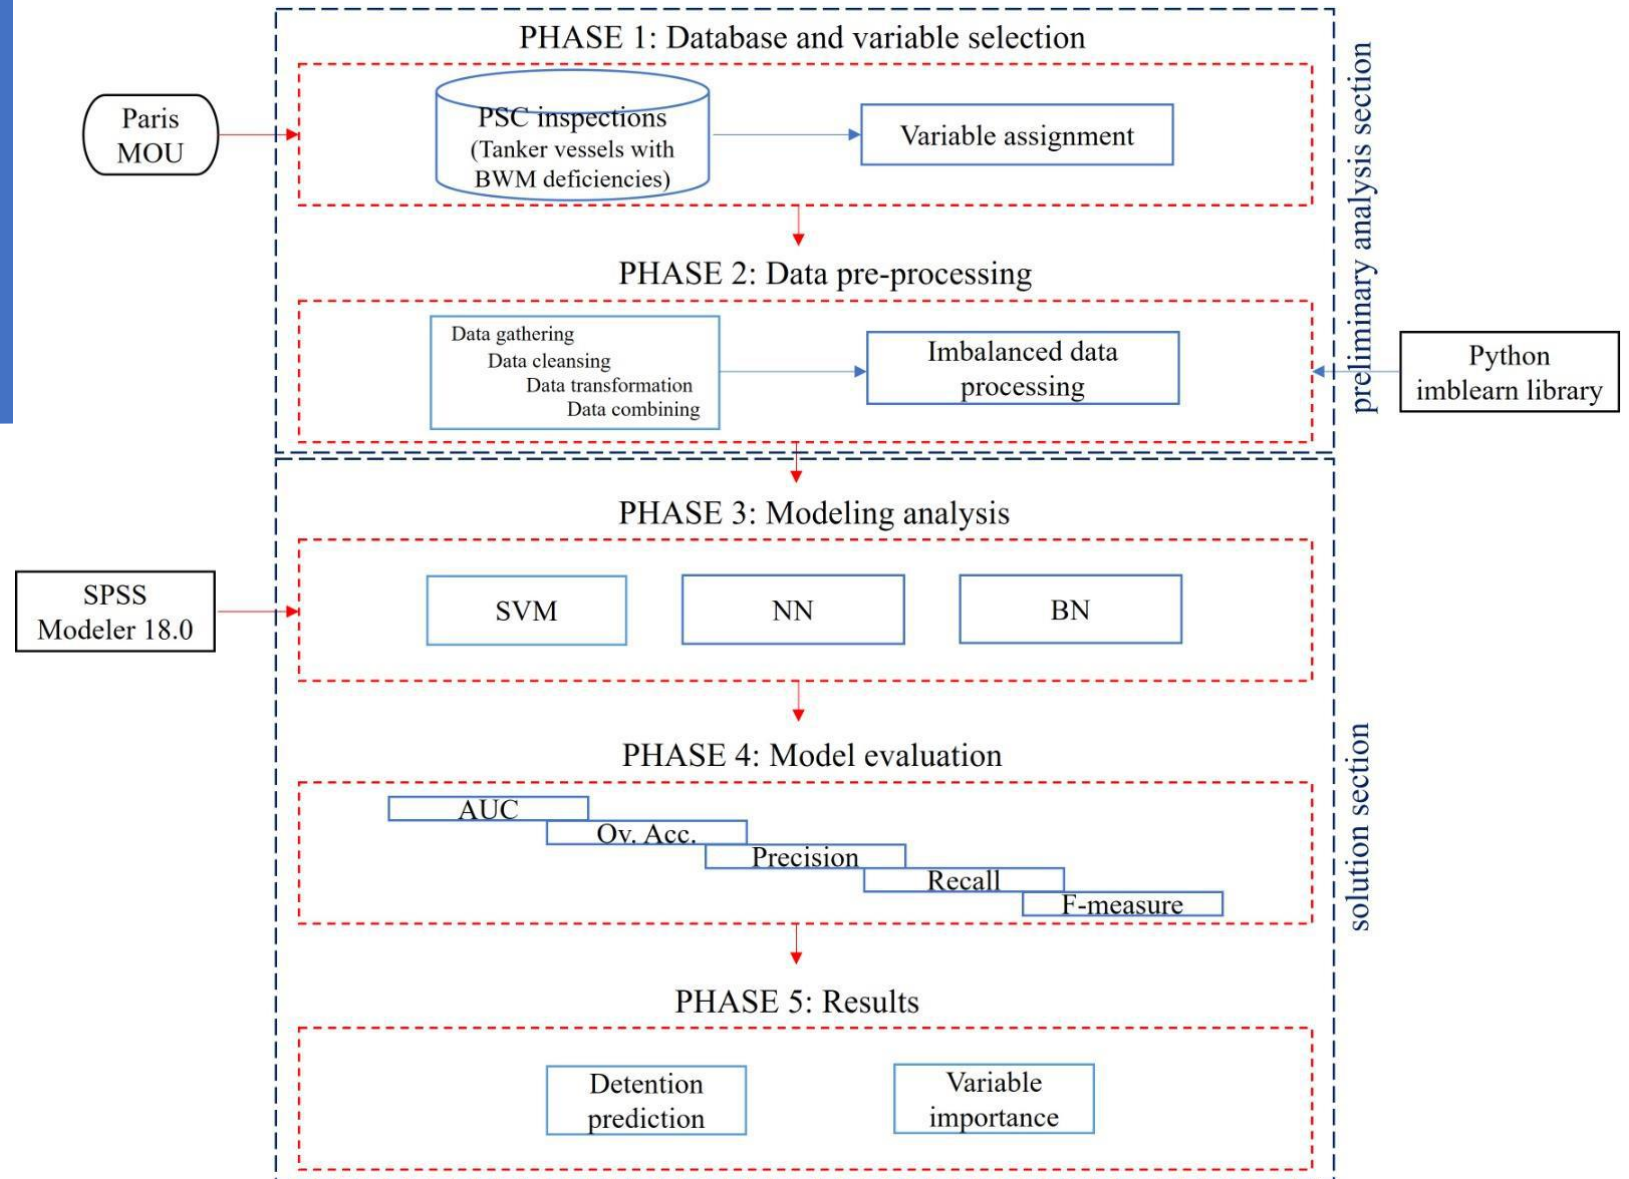 PHASE 1: Database and variable selection
Paris
MOU
PSC inspections
(Tanker vessels with
BWM deficiencies)
Variable assignment
preliminary analysis section
PHASE 2: Data pre-processing
Data gathering
Data cleansing
Data transformation
Data combining
Imbalanced data
processing
Python
imblearn library
PHASE 3: Modeling analysis
SPSS
Modeler 18.0
SVM
NN
BN
PHASE 4: Model evaluation
AUC
Ov. Acc.
Precision
Recall
F-measure
solution section
PHASE 5: Results
Detention
prediction
Variable
importance